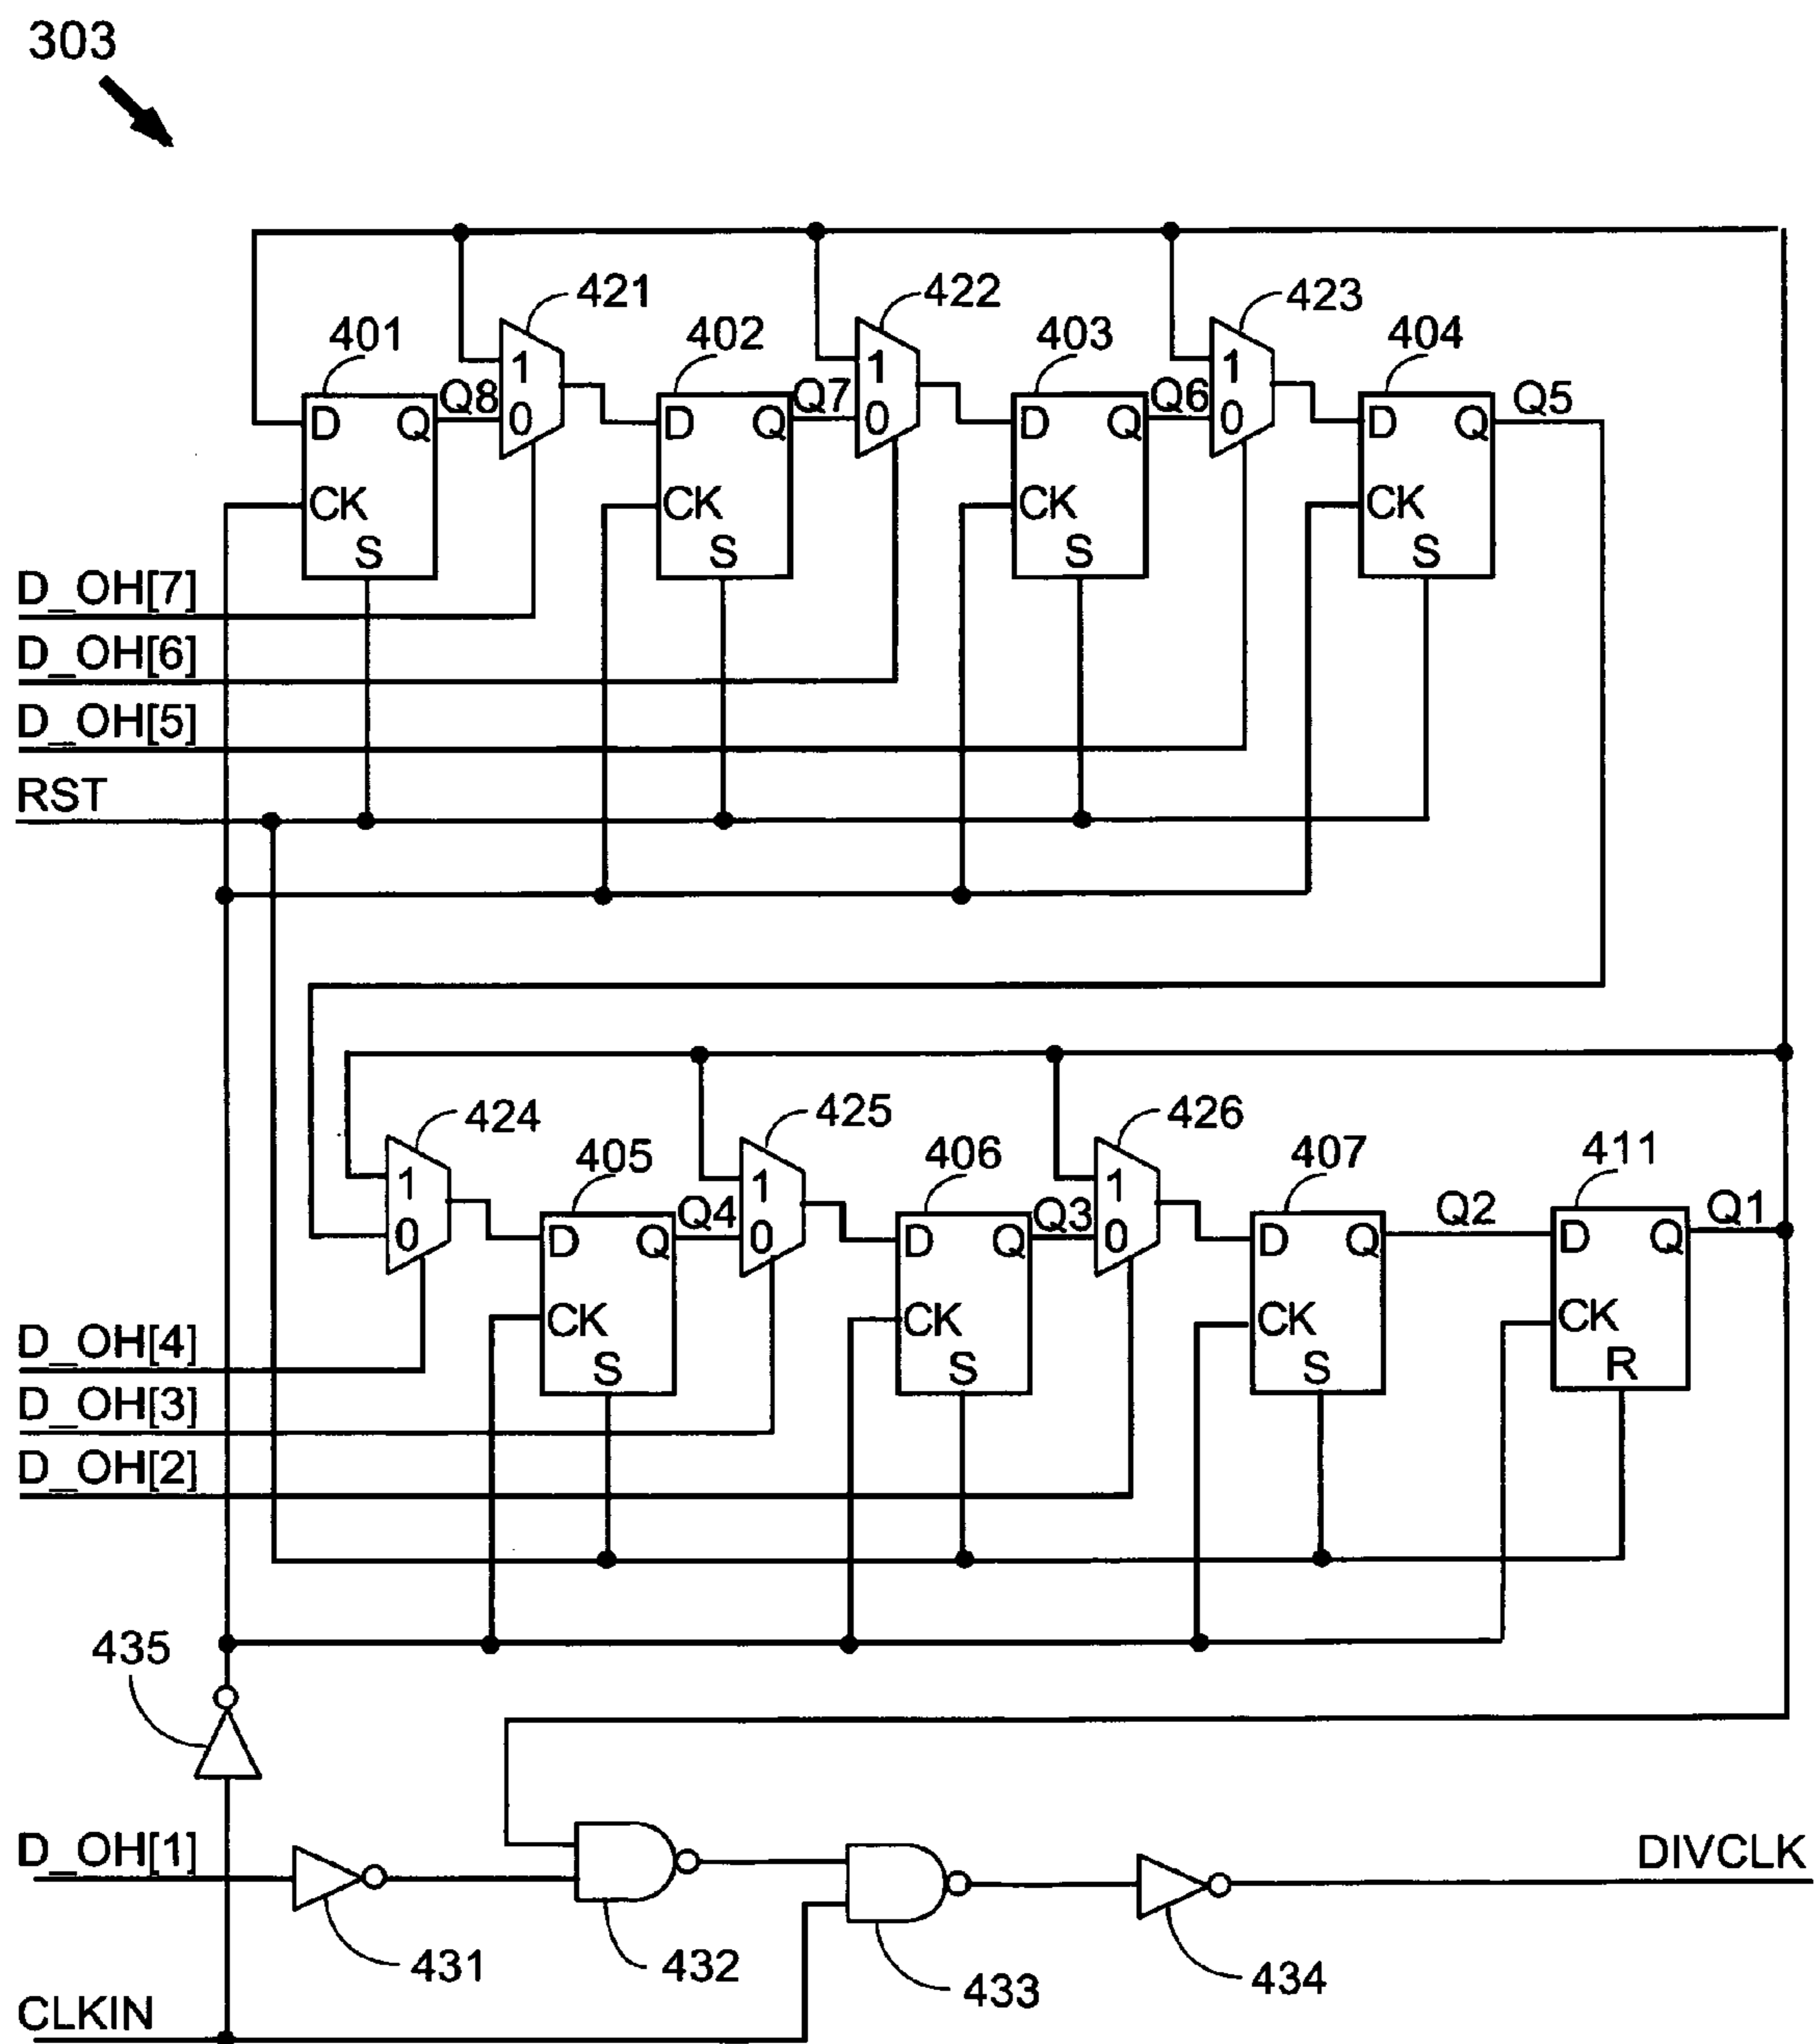 303
421
422
423
401
402
403
404
1
Q8
0
D
Q
CK
S
1
Q7
0
D
Q
CK
S
1
Q6
0
D
Q
CK
S
Q5
D
Q
CK
S
D_OH[7]
D_OH[6]
D_OH[5]
RST
424
425
426
405
406
407
411
1
0
D
Q
CK
S
Q4
1
0
D
Q
CK
S
Q3
1
0
D
Q
CK
S
Q2
D
Q
CK
R
Q1
D_OH[4]
D_OH[3]
D_OH[2]
435
D_OH[1]
DIVCLK
431
432
433
434
CLKIN